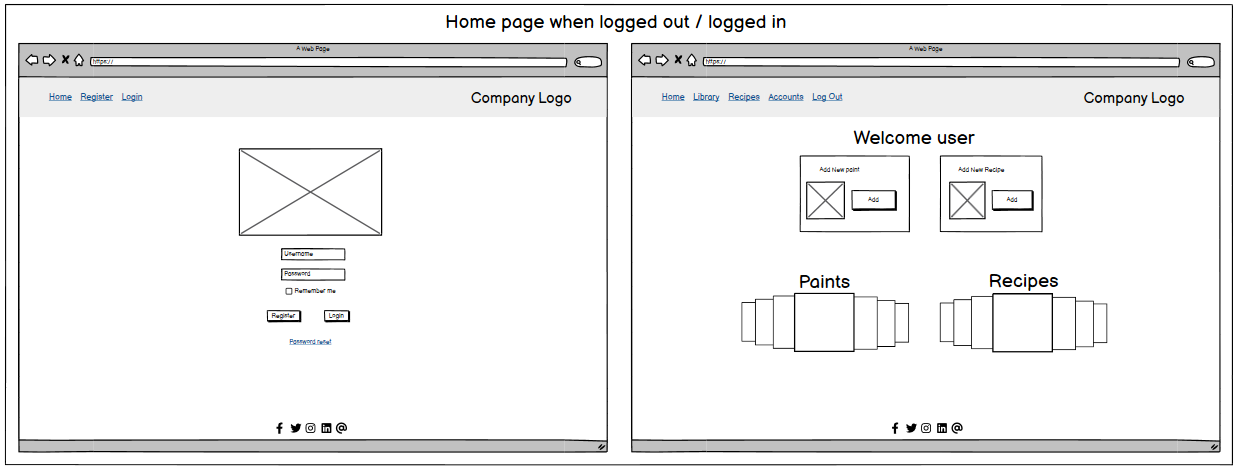 Home page when logged out / logged in
A Web Page
https://
Home Register Login
Company Logo
Username
Password
Remember me
Register Login
Password reset
A Web Page
https://
Home Library Recipes Accounts Log Out
Company Logo
Welcome user
Add New paint
Add
Add New Recipe
Add
Paints
Recipes